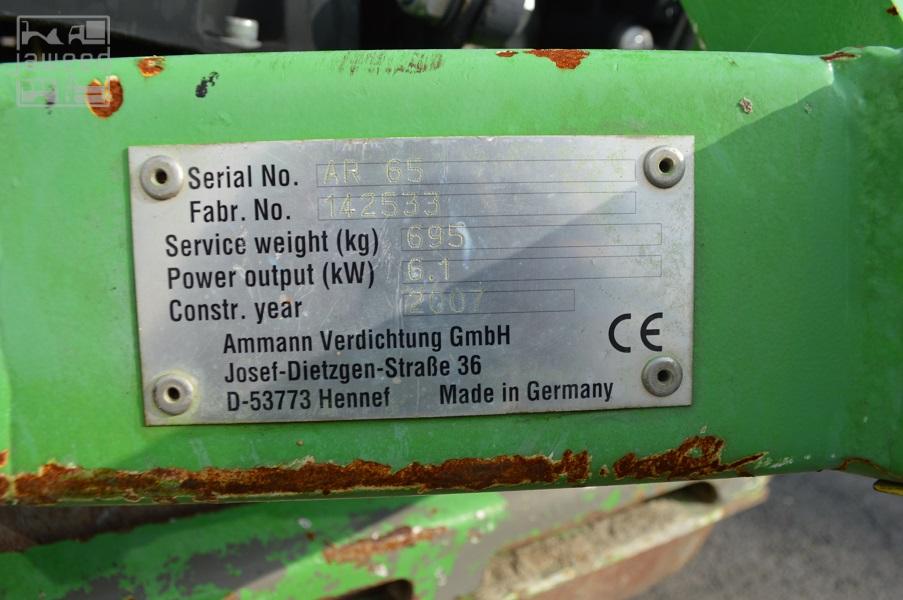 jawood
Serial No. AR 65
Fabr. No. 142533
Service weight (kg) 695
Power output (kW) 6.1
Constr. year 2007
Ammann Verdichtung GmbH
Josef-Dietzgen-Straße 36
D-53773 Hennef Made in Germany
CE